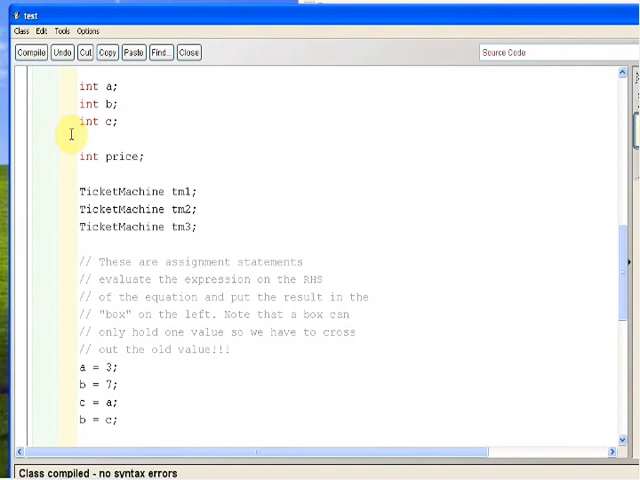 test
Class Edit Tools Options
Compile Undo Cut Copy Paste Find... Close Source Code
int a;
int b;
int c;
int price;
TicketMachine tm1;
TicketMachine tm2;
TicketMachine tm3;
// These are assignment statements
// evaluate the expression on the RHS
// of the equation and put the result in the
// "box" on the left. Note that a box can
// only hold one value so we have to cross
// out the old value!!!
a = 3;
b = 7;
c = a;
b = c;
Class compiled - no syntax errors